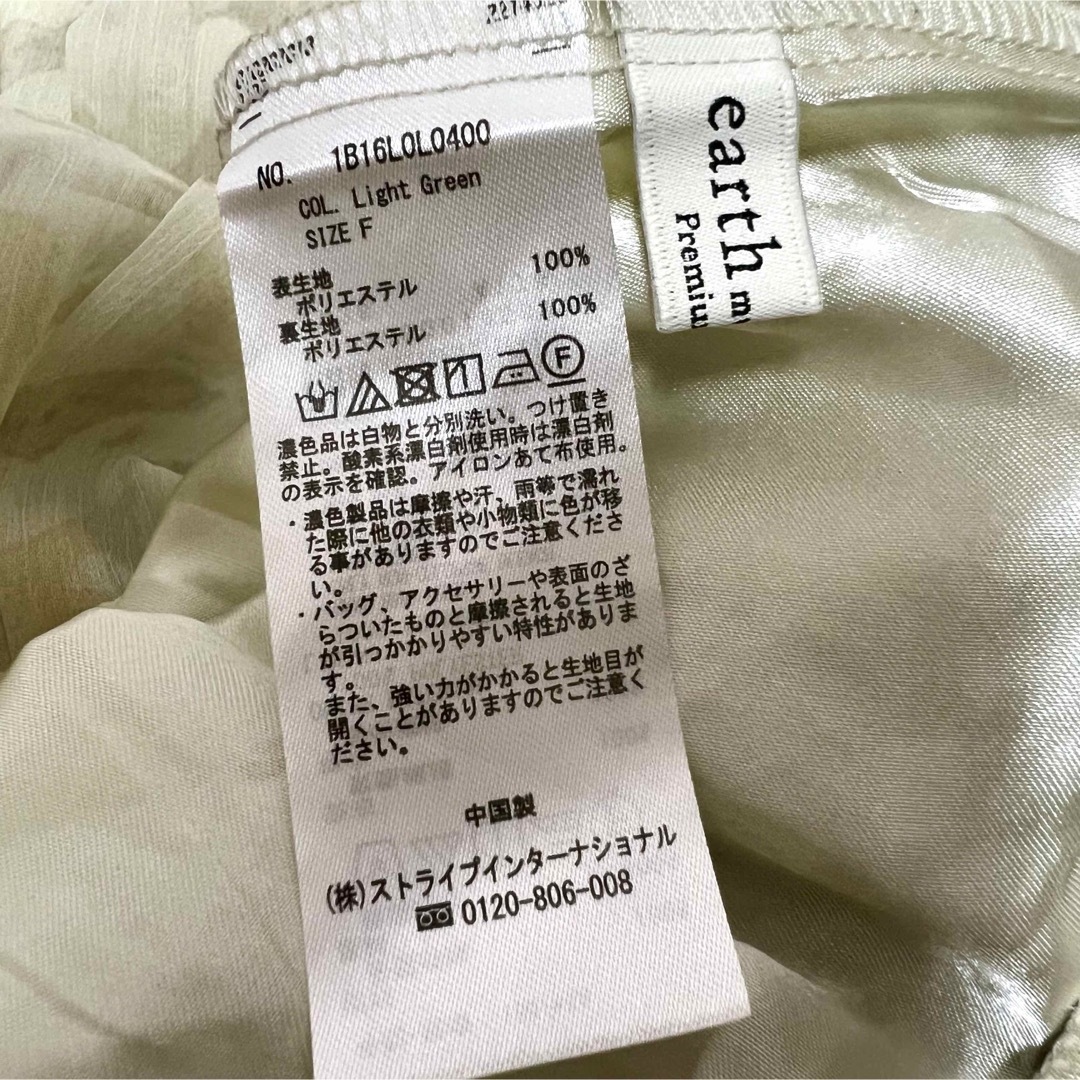 NO. 1B16L0L0400
COL. Light Green
SIZE F
表生地
ポリエステル 100%
裏生地
ポリエステル 100%
F
濃色品は白物と分別洗い。つけ置き
禁止。酸素系漂白剤使用時は漂白剤
の表示を確認。アイロンあて布使用。
・濃色製品は摩擦や汗、雨等で濡れ
た際に他の衣類や小物類に色が移
る事がありますのでご注意くださ
い。
・バッグ、アクセサリーや表面のざ
らついたものと摩擦されると生地
が引っかかりやすい特性がありま
す。
また、強い力がかかると生地目が
開くことがありますのでご注意く
ださい。
中国製
(株)ストライプインターナショナル
0120-806-008
earth